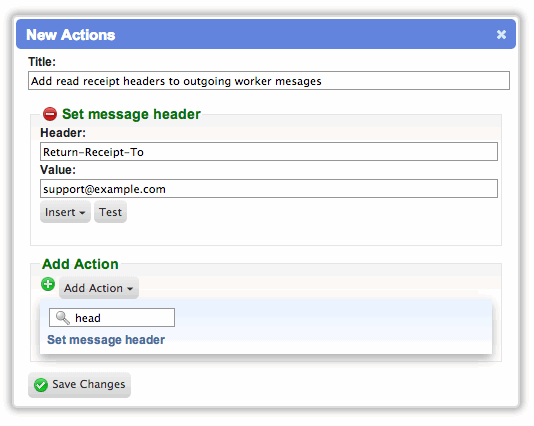 New Actions
Title:
Add read receipt headers to outgoing worker mesages
Set message header
Header:
Return-Receipt-To
Value:
support@example.com
Insert Test
Add Action
Add Action
head
Set message header
Save Changes